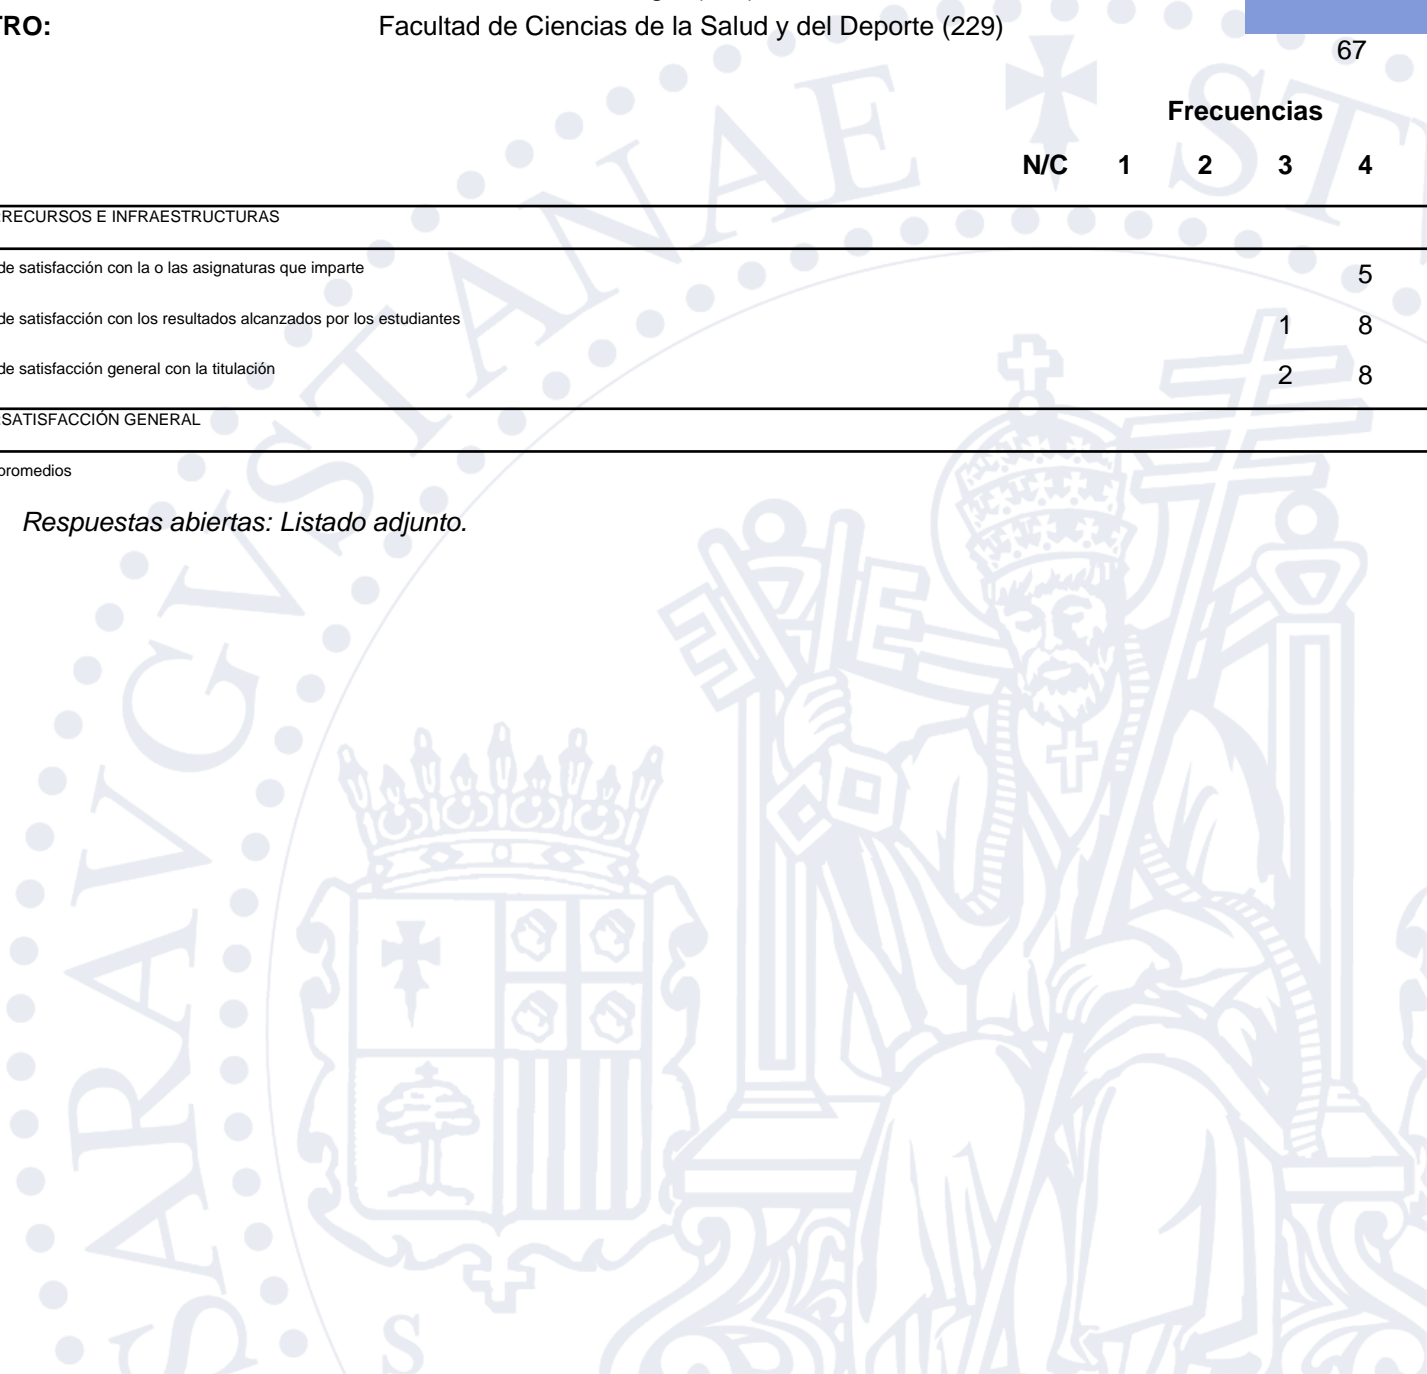 TRO: Facultad de Ciencias de la Salud y del Deporte (229)
67
Frecuencias
N/C 1 2 3 4
RECURSOS E INFRAESTRUCTURAS
de satisfacción con la o las asignaturas que imparte 5
de satisfacción con los resultados alcanzados por los estudiantes 1 8
de satisfacción general con la titulación 2 8
SATISFACCIÓN GENERAL
promedios
Respuestas abiertas: Listado adjunto.
SARAVGVSTANAE ST
S